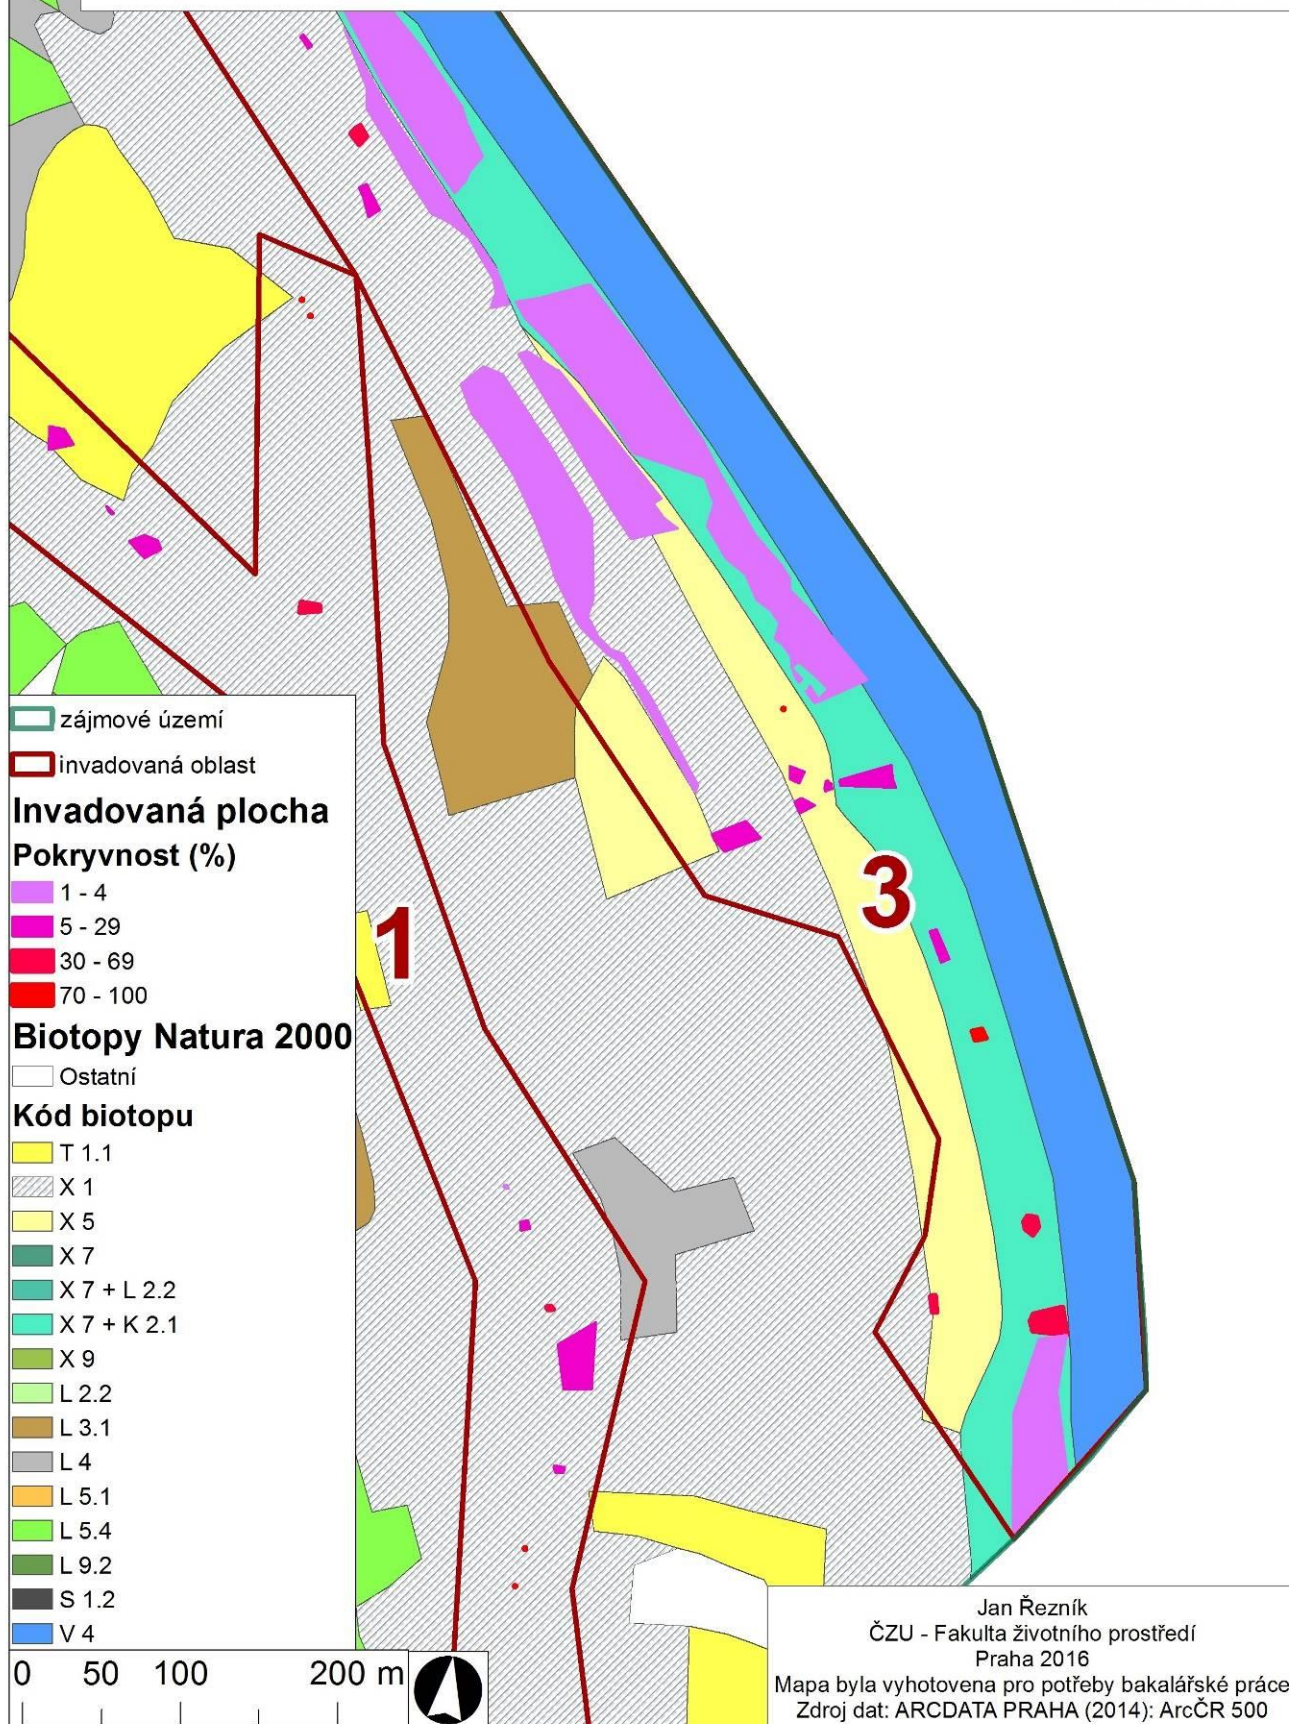 1
3
zájmové území
invadovaná oblast
Invadovaná plocha
Pokryvnost (%)
1 - 4
5 - 29
30 - 69
70 - 100
Biotopy Natura 2000
Ostatní
Kód biotopu
T 1.1
X 1
X 5
X 7
X 7 + L 2.2
X 7 + K 2.1
X 9
L 2.2
L 3.1
L 4
L 5.1
L 5.4
L 9.2
S 1.2
V 4
0 50 100 200 m
Jan Řezník
ČZU - Fakulta životního prostředí
Praha 2016
Mapa byla vyhotovena pro potřeby bakalářské práce
Zdroj dat: ARCDATA PRAHA (2014): ArcČR 500